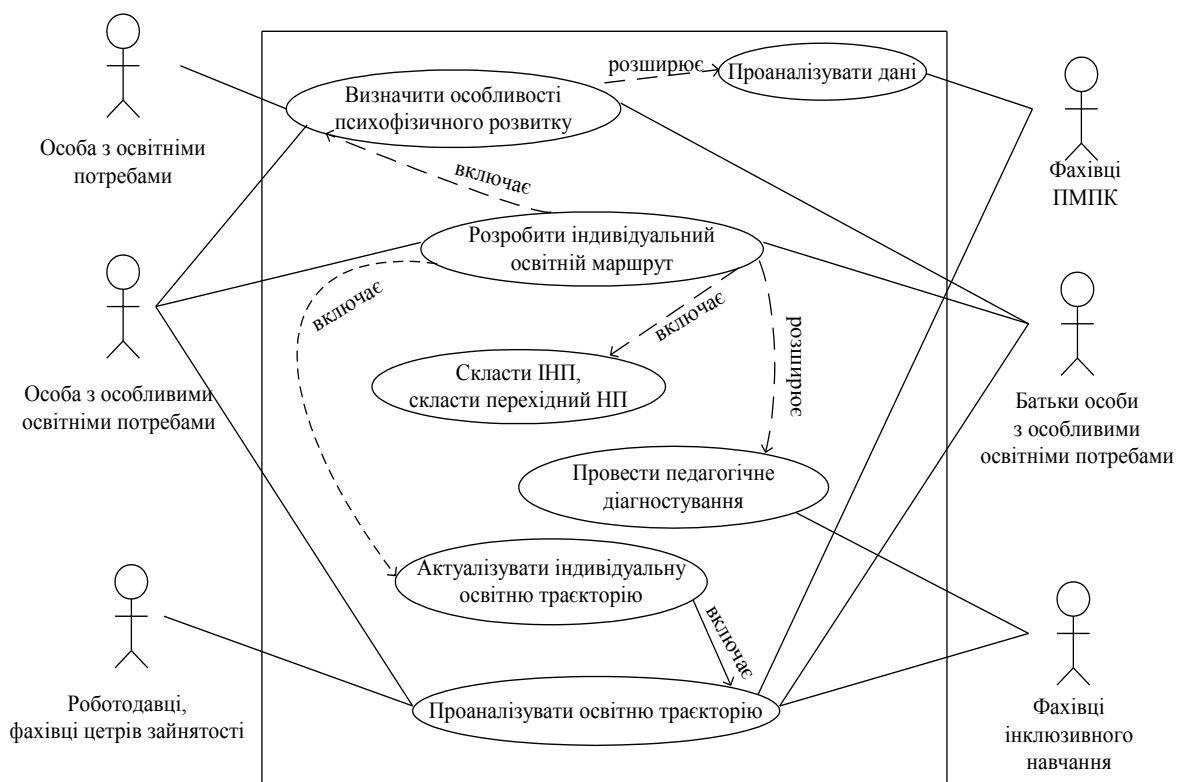 розширює
Проаналізувати дані
Визначити особливості
психофізичного розвитку
Особа з освітніми
потребами
Фахівці
ПМПК
включає
Розробити індивідуальний
освітній маршрут
включає
включає
розширює
Скласти ІНП,
скласти перехідний НП
Особа з особливими
освітніми потребами
Батьки особи
з особливими
освітніми потребами
Провести педагогічне
діагностування
Актуалізувати індивідуальну
освітню траєкторію
включає
Роботодавці,
фахівці цетрів зайнятості
Проаналізувати освітню траєкторію
Фахівці
інклюзивного
навчання